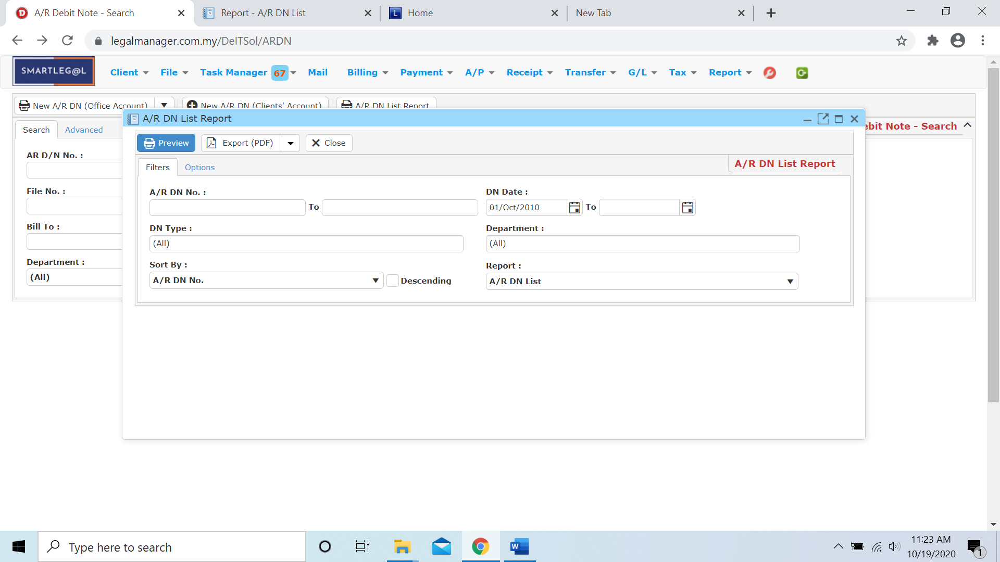 A/R Debit Note - Search
Report - A/R DN List
Home
New Tab
legalmanager.com.my/DeITSol/ARDN
SMARTLEG@L
Client
File
Task Manager 67
Mail
Billing
Payment
A/P
Receipt
Transfer
G/L
Tax
Report
New A/R DN (Office Account)
New A/R DN (Clients' Account)
A/R DN List Report
A/R DN List Report
Search
Advanced
ebit Note - Search
Preview
Export (PDF)
Close
Filters
Options
A/R DN List Report
AR D/N No. :
File No. :
Bill To :
Department :
(All)
A/R DN No. :
To
DN Date :
01/Oct/2010
To
DN Type :
(All)
Department :
(All)
Sort By :
A/R DN No.
Descending
Report :
A/R DN List
Type here to search
11:23 AM
10/19/2020
1